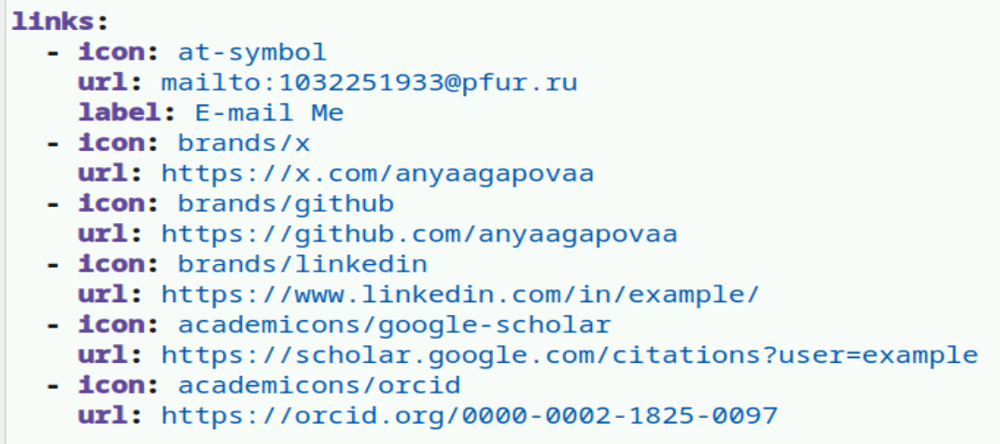 links:
  - icon: at-symbol
    url: mailto:1032251933@pfur.ru
    label: E-mail Me
  - icon: brands/x
    url: https://x.com/anyaagapovaa
  - icon: brands/github
    url: https://github.com/anyaagapovaa
  - icon: brands/linkedin
    url: https://www.linkedin.com/in/example/
  - icon: academicons/google-scholar
    url: https://scholar.google.com/citations?user=example
  - icon: academicons/orcid
    url: https://orcid.org/0000-0002-1825-0097